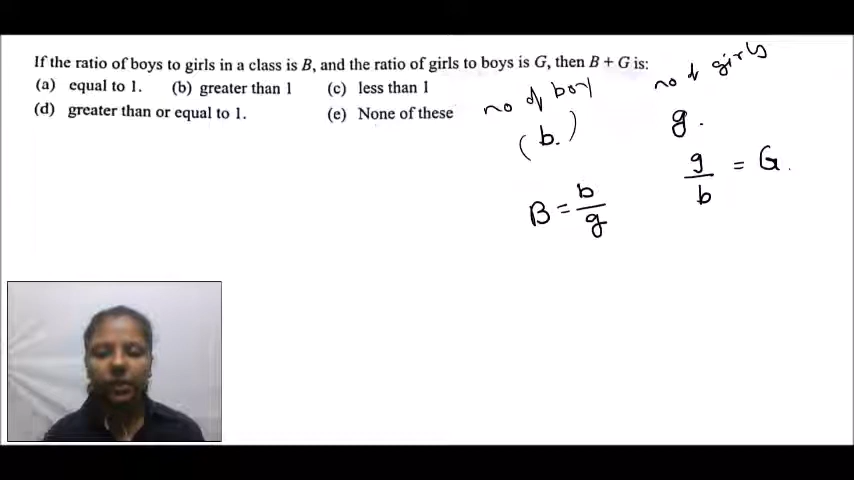 If the ratio of boys to girls in a class is B, and the ratio of girls to boys is G, then B + G is:
(a) equal to 1. (b) greater than 1 (c) less than 1
(d) greater than or equal to 1. (e) None of these
no of boy
(b.)
no of girls
g.
g/b = G.
B = b/g